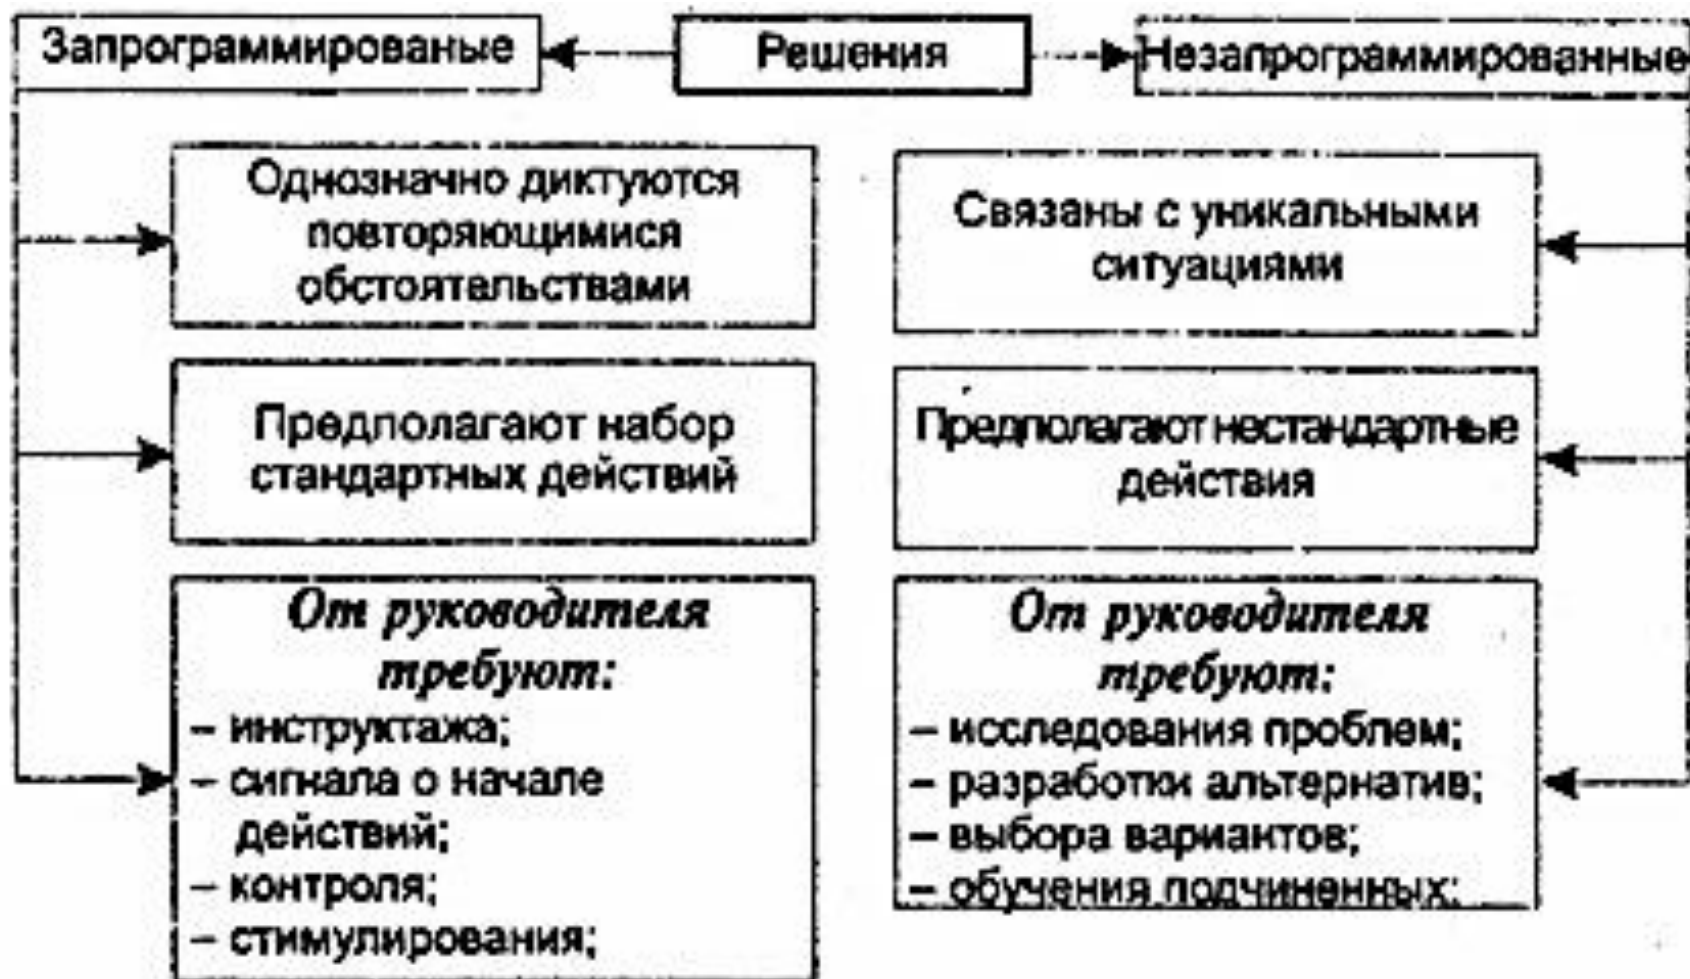 Запрограммированые
Решения
Незапрограммированные
Однозначно диктуются
повторяющимися
обстоятельствами
Предполагают набор
стандартных действий
От руководителя
требуют:
– инструктажа;
– сигнала о начале
действий;
– контроля;
– стимулирования;
Связаны с уникальными
ситуациями
Предполагают нестандартные
действия
От руководителя
требуют:
– исследования проблем;
– разработки альтернатив;
– выбора вариантов;
– обучения подчиненных;